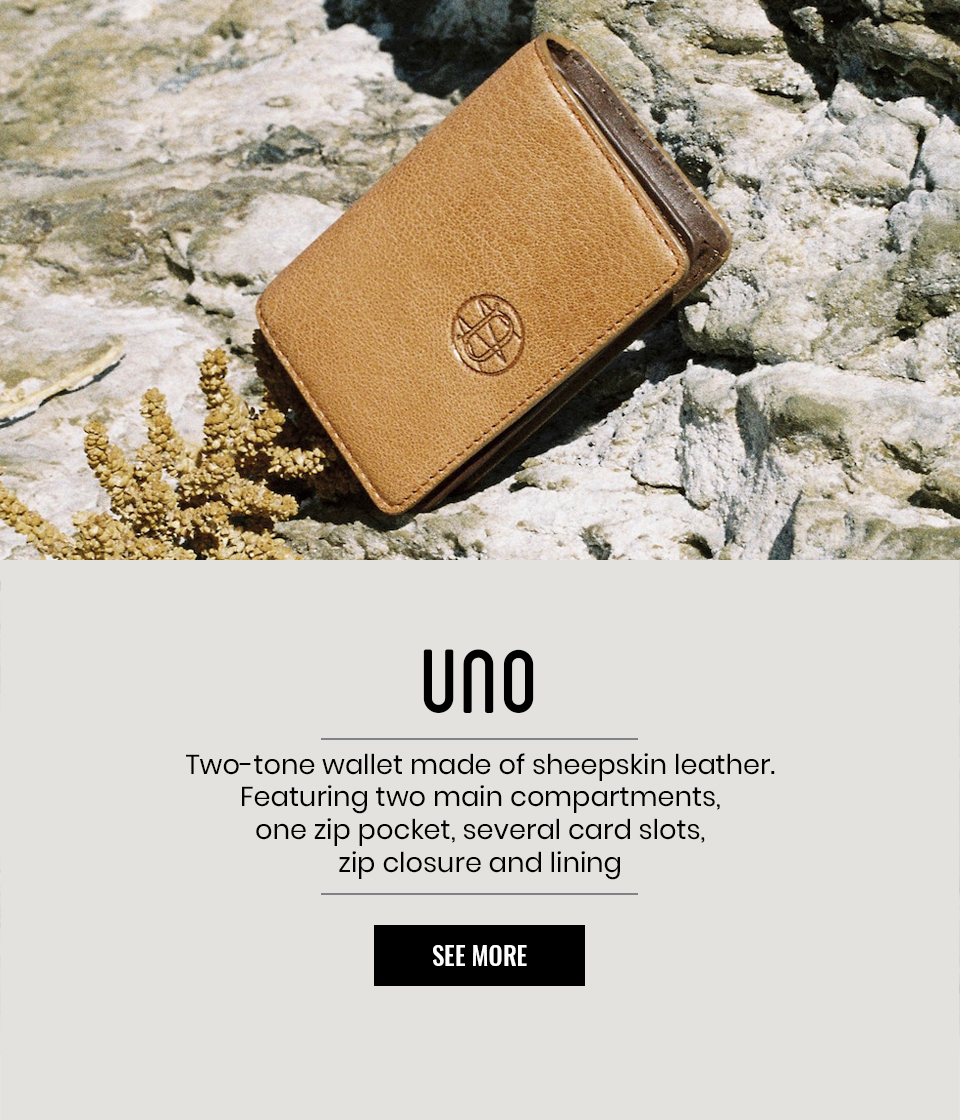 UNO
Two-tone wallet made of sheepskin leather.
Featuring two main compartments,
one zip pocket, several card slots,
zip closure and lining
SEE MORE